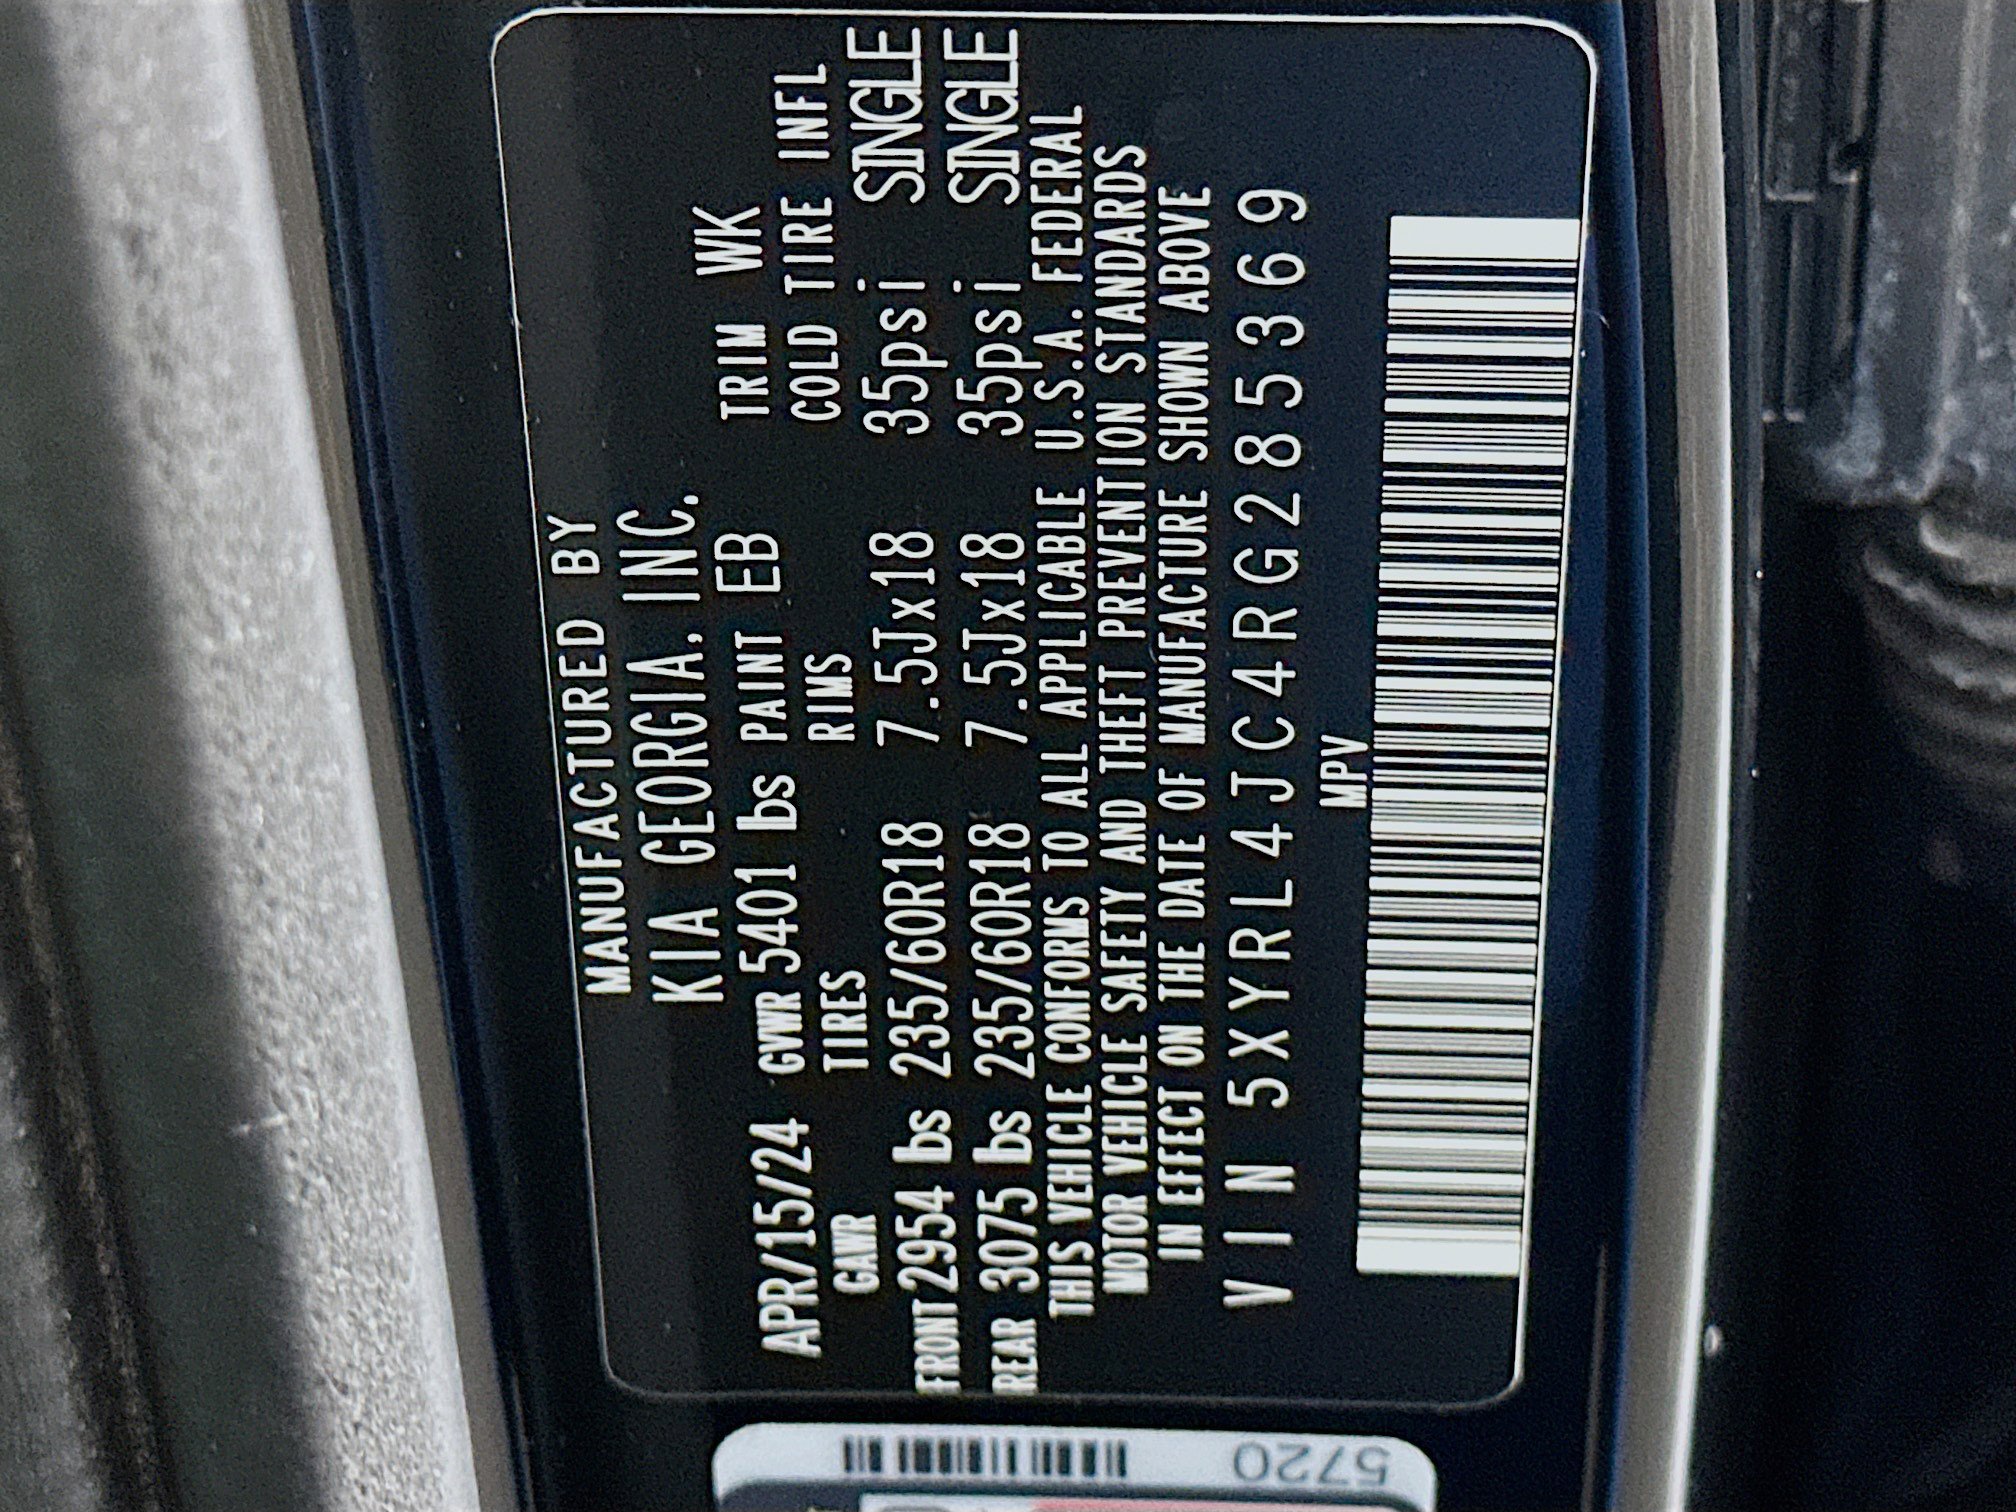 MANUFACTURED BY
KIA GEORGIA, INC.
APR/15/24 GVWR 5401 lbs PAINT EB TRIM WK
GAWR TIRES RIMS COLD TIRE INFL
FRONT 2954 lbs 235/60R18 7.5Jx18 35psi SINGLE
REAR 3075 lbs 235/60R18 7.5Jx18 35psi SINGLE
THIS VEHICLE CONFORMS TO ALL APPLICABLE U.S.A. FEDERAL
MOTOR VEHICLE SAFETY AND THEFT PREVENTION STANDARDS
IN EFFECT ON THE DATE OF MANUFACTURE SHOWN ABOVE
VIN 5XYRL4JC4RG285369
MPV
5720